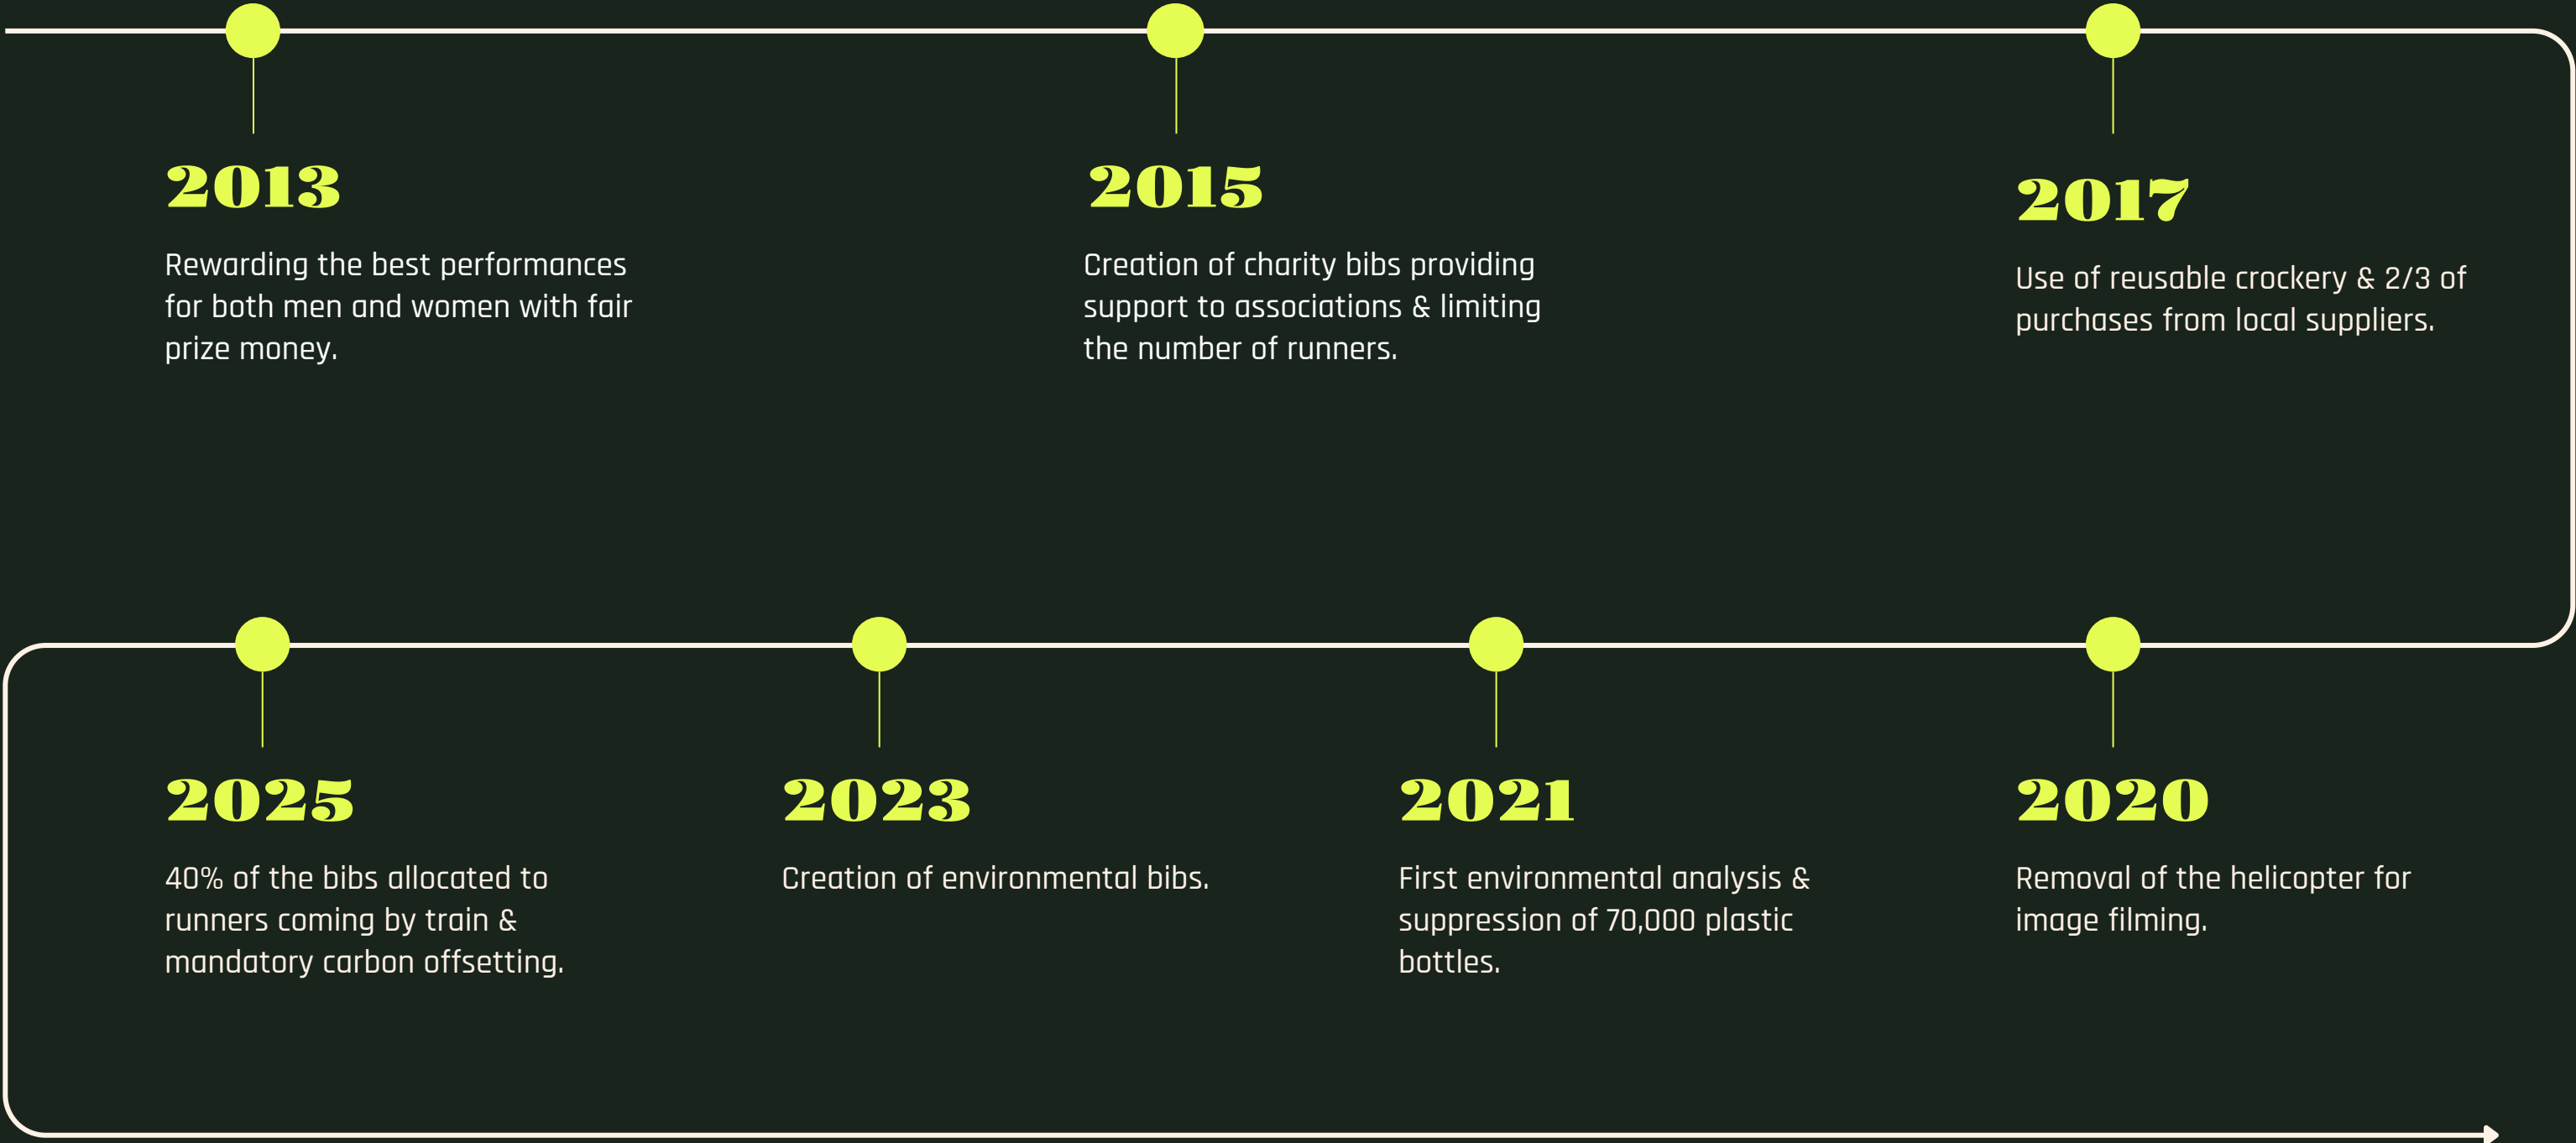 2013
Rewarding the best performances
for both men and women with fair
prize money.
2015
Creation of charity bibs providing
support to associations & limiting
the number of runners.
2017
Use of reusable crockery & 2/3 of
purchases from local suppliers.
2025
40% of the bibs allocated to
runners coming by train &
mandatory carbon offsetting.
2023
Creation of environmental bibs.
2021
First environmental analysis &
suppression of 70,000 plastic
bottles.
2020
Removal of the helicopter for
image filming.